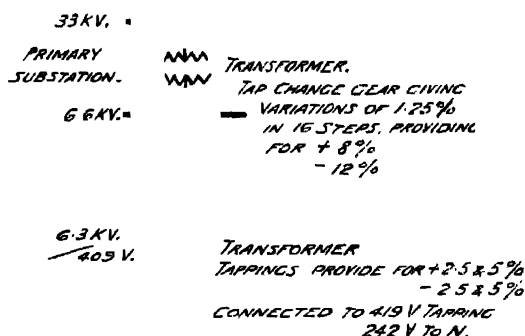 33KV.
PRIMARY
SUBSTATION.
TRANSFORMER.
TAP CHANGE GEAR GIVING
VARIATIONS OF 1·25%
IN 16 STEPS, PROVIDING
FOR + 8%
- 12%
6 6KV.
6·3KV.
409 V.
TRANSFORMER
TAPPINGS PROVIDE FOR +2·5 & 5%
- 2 5 & 5%
CONNECTED TO 419 V TAPPING
242 V TO N.